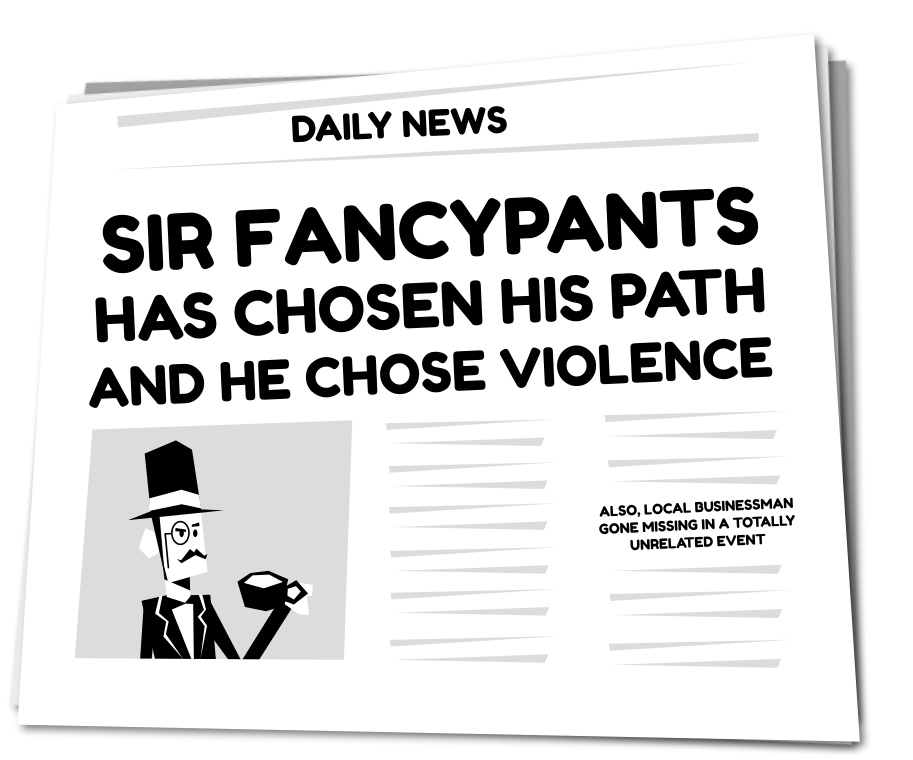 DAILY NEWS
SIR FANCYPANTS
HAS CHOSEN HIS PATH
AND HE CHOSE VIOLENCE
ALSO, LOCAL BUSINESSMAN
GONE MISSING IN A TOTALLY
UNRELATED EVENT